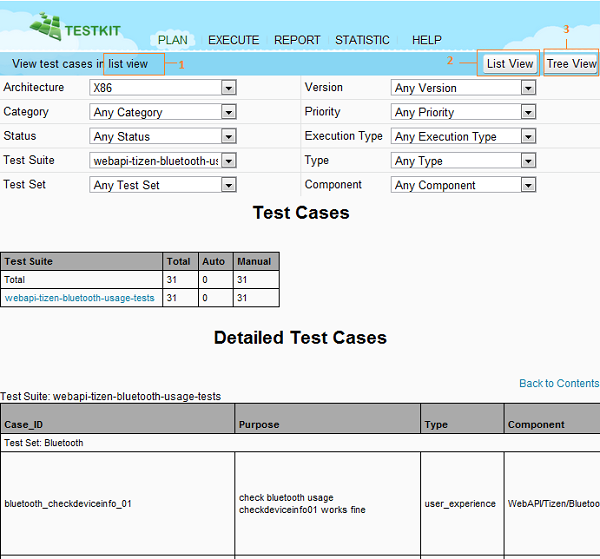 TESTKIT
PLAN EXECUTE REPORT STATISTIC HELP
3
View test cases in list view 1 2 List View Tree View
Architecture X86 Version Any Version
Category Any Category Priority Any Priority
Status Any Status Execution Type Any Execution Type
Test Suite webapi-tizen-bluetooth-us Type Any Type
Test Set Any Test Set Component Any Component
Test Cases
Test Suite Total Auto Manual
Total 31 0 31
webapi-tizen-bluetooth-usage-tests 31 0 31
Detailed Test Cases
Back to Contents
Test Suite: webapi-tizen-bluetooth-usage-tests
Case_ID Purpose Type Component
Test Set: Bluetooth
bluetooth_checkdeviceinfo_01 check bluetooth usage checkdeviceinfo01 works fine user_experience WebAPI/Tizen/Bluetoo